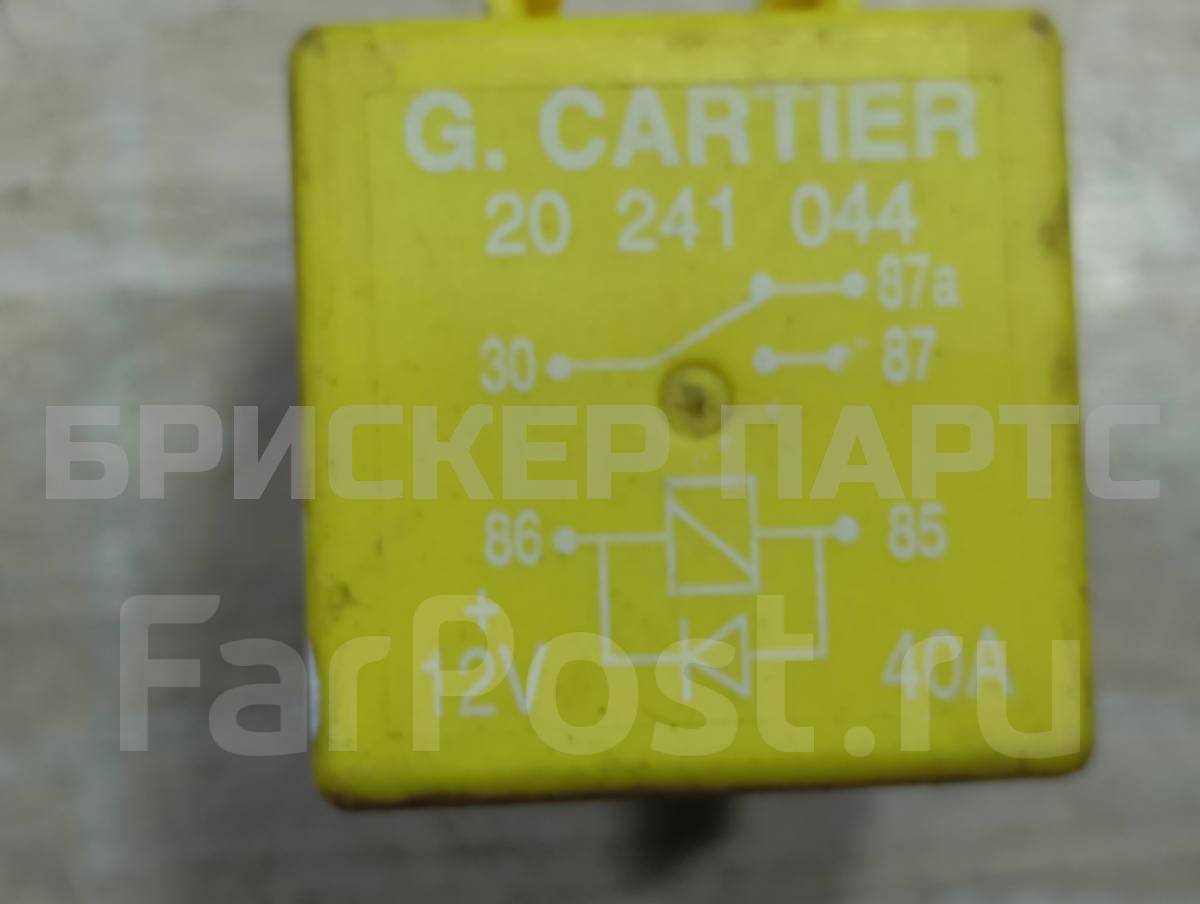 G. CARTIER
20 241 044
87a
30 87
БРИСКЕР ПАРТС
86 85
+
12V 40A
FarPost.ru